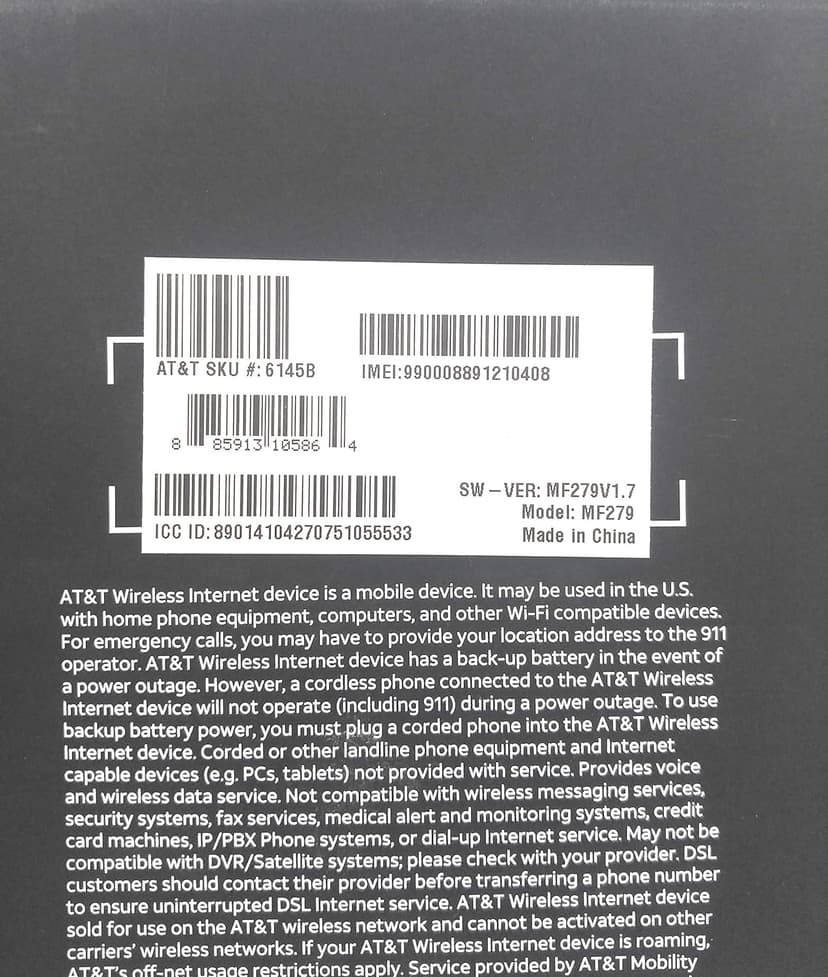 AT&T SKU #: 6145B
IMEI:990008891210408
8 85913 10586 4
ICC ID: 89014104270751055533
SW – VER: MF279V1.7
Model: MF279
Made in China
AT&T Wireless Internet device is a mobile device. It may be used in the U.S.
with home phone equipment, computers, and other Wi-Fi compatible devices.
For emergency calls, you may have to provide your location address to the 911
operator. AT&T Wireless Internet device has a back-up battery in the event of
a power outage. However, a cordless phone connected to the AT&T Wireless
Internet device will not operate (including 911) during a power outage. To use
backup battery power, you must plug a corded phone into the AT&T Wireless
Internet device. Corded or other landline phone equipment and Internet
capable devices (e.g. PCs, tablets) not provided with service. Provides voice
and wireless data service. Not compatible with wireless messaging services,
security systems, fax services, medical alert and monitoring systems, credit
card machines, IP/PBX Phone systems, or dial-up Internet service. May not be
compatible with DVR/Satellite systems; please check with your provider. DSL
customers should contact their provider before transferring a phone number
to ensure uninterrupted DSL Internet service. AT&T Wireless Internet device
sold for use on the AT&T wireless network and cannot be activated on other
carriers’ wireless networks. If your AT&T Wireless Internet device is roaming,
AT&T’s off-net usage restrictions apply. Service provided by AT&T Mobility